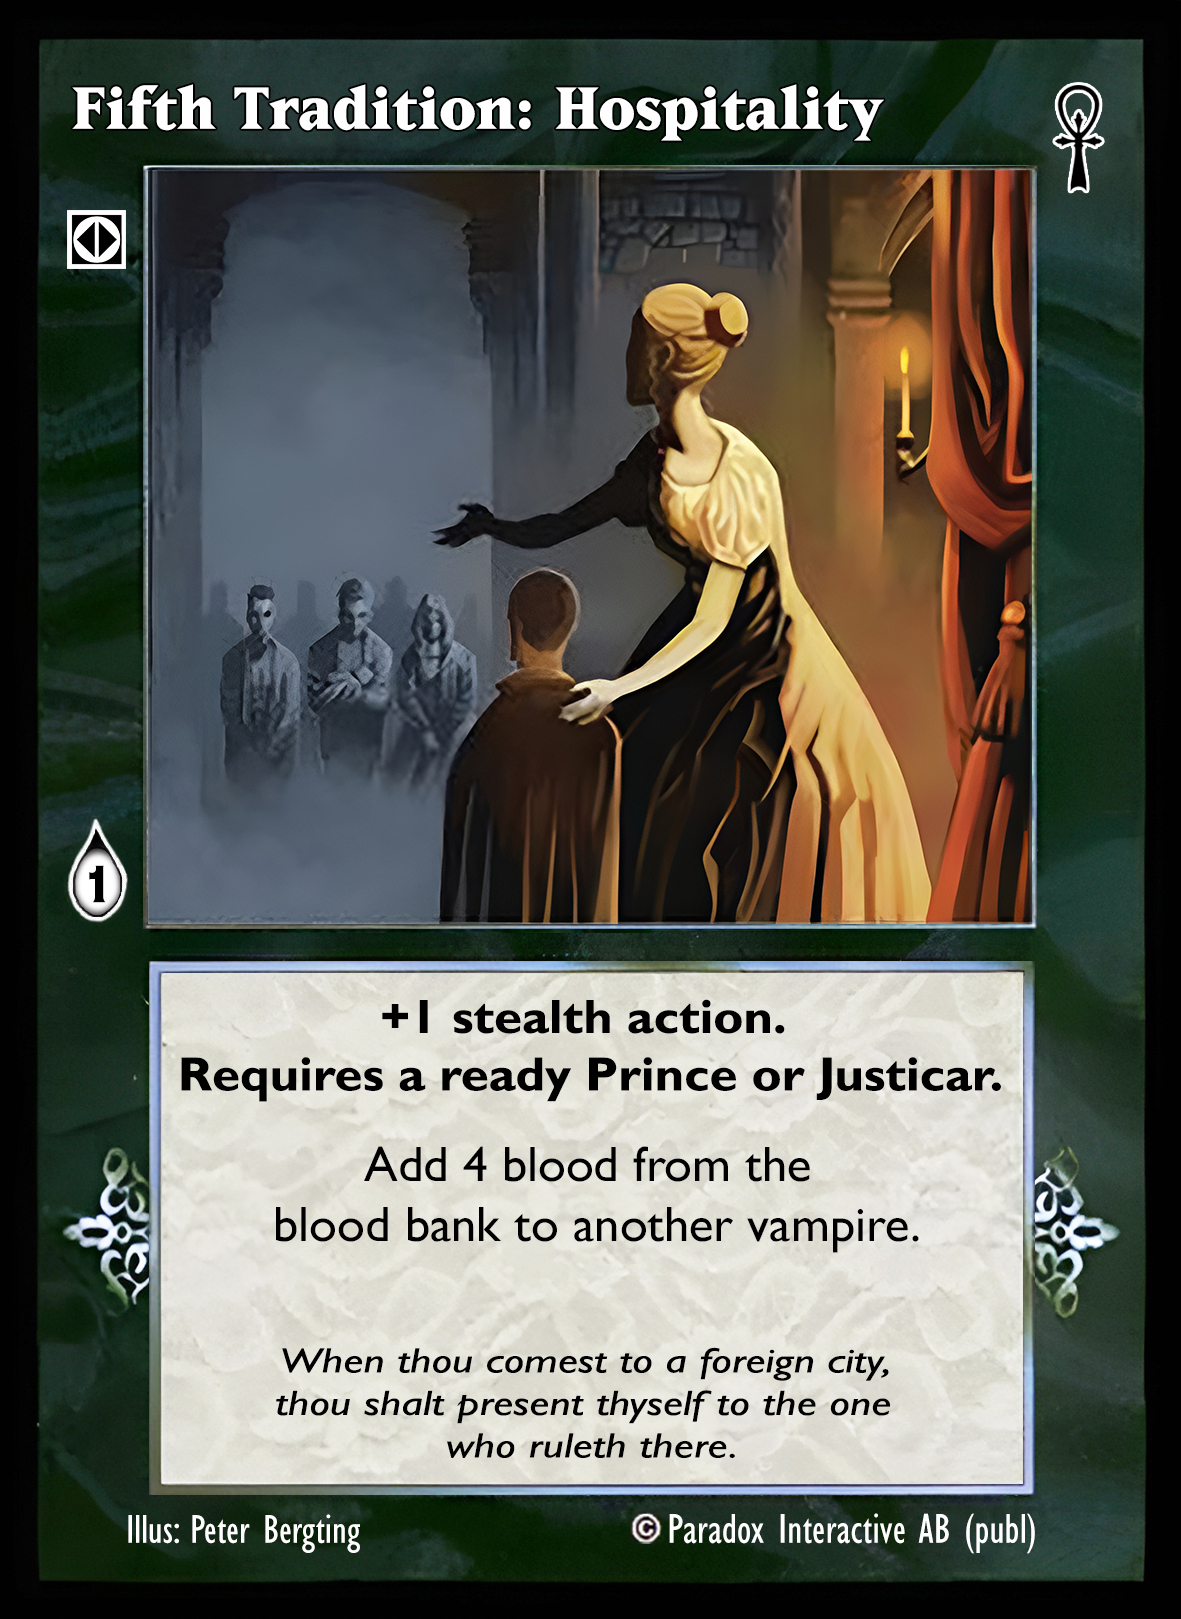 Fifth Tradition: Hospitality
1
+1 stealth action.
Requires a ready Prince or Justicar.
Add 4 blood from the
blood bank to another vampire.
When thou comest to a foreign city,
thou shalt present thyself to the one
who ruleth there.
Illus: Peter Bergting
© Paradox Interactive AB (publ)